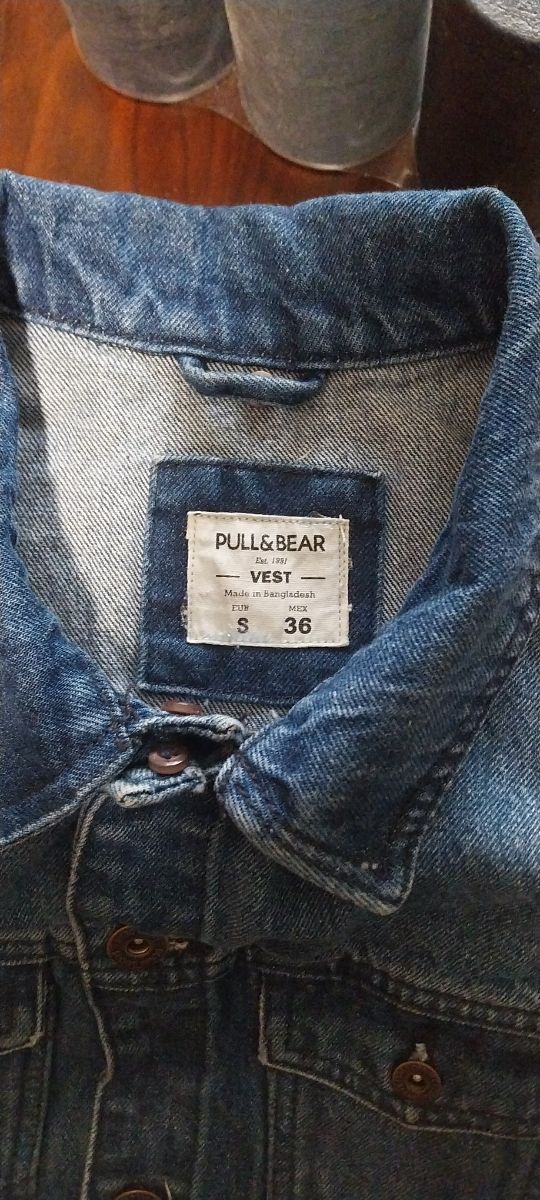 PULL&BEAR
Est. 1991
VEST
Made in Bangladesh
EUR MEX
S 36